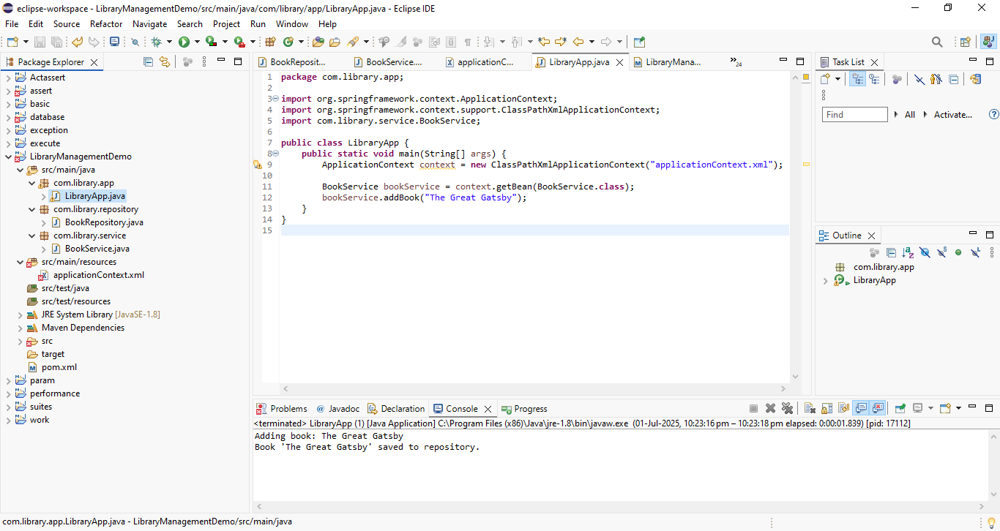 eclipse-workspace - LibraryManagementDemo/src/main/java/com/library/app/LibraryApp.java - Eclipse IDE
File Edit Source Refactor Navigate Search Project Run Window Help
Package Explorer
Actassert
assert
basic
database
exception
execute
LibraryManagementDemo
src/main/java
com.library.app
LibraryApp.java
com.library.repository
BookRepository.java
com.library.service
BookService.java
src/main/resources
applicationContext.xml
src/test/java
src/test/resources
JRE System Library [JavaSE-1.8]
Maven Dependencies
src
target
pom.xml
param
performance
suites
work
BookReposit... BookService.... applicationC... LibraryApp.java LibraryMana... »24
1 package com.library.app;
2
3 import org.springframework.context.ApplicationContext;
4 import org.springframework.context.support.ClassPathXmlApplicationContext;
5 import com.library.service.BookService;
6
7 public class LibraryApp {
8 public static void main(String[] args) {
9 ApplicationContext context = new ClassPathXmlApplicationContext("applicationContext.xml");
10
11 BookService bookService = context.getBean(BookService.class);
12 bookService.addBook("The Great Gatsby");
13 }
14 }
15
Task List
Find All Activate...
Outline
com.library.app
LibraryApp
Problems @ Javadoc Declaration Console Progress
<terminated> LibraryApp (1) [Java Application] C:\Program Files (x86)\Java\jre-1.8\bin\javaw.exe (01-Jul-2025, 10:23:16 pm – 10:23:18 pm elapsed: 0:00:01.839) [pid: 17112]
Adding book: The Great Gatsby
Book 'The Great Gatsby' saved to repository.
com.library.app.LibraryApp.java - LibraryManagementDemo/src/main/java